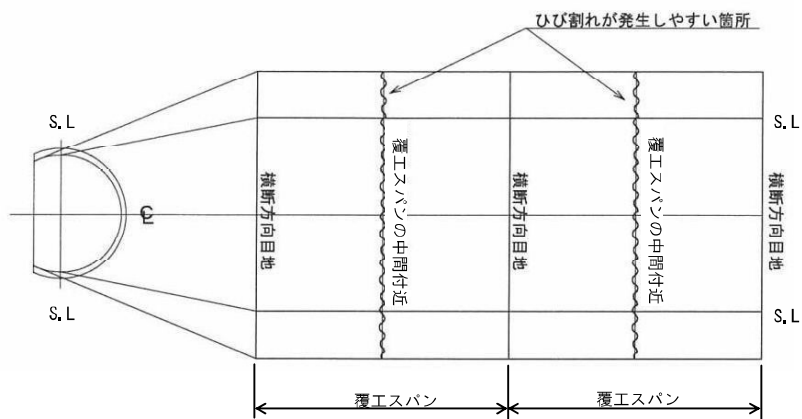 ひび割れが発生しやすい箇所
S.L
S.L
横断方向目地
覆工スパンの中間付近
横断方向目地
覆工スパンの中間付近
横断方向目地
℄
S.L
S.L
覆工スパン
覆工スパン